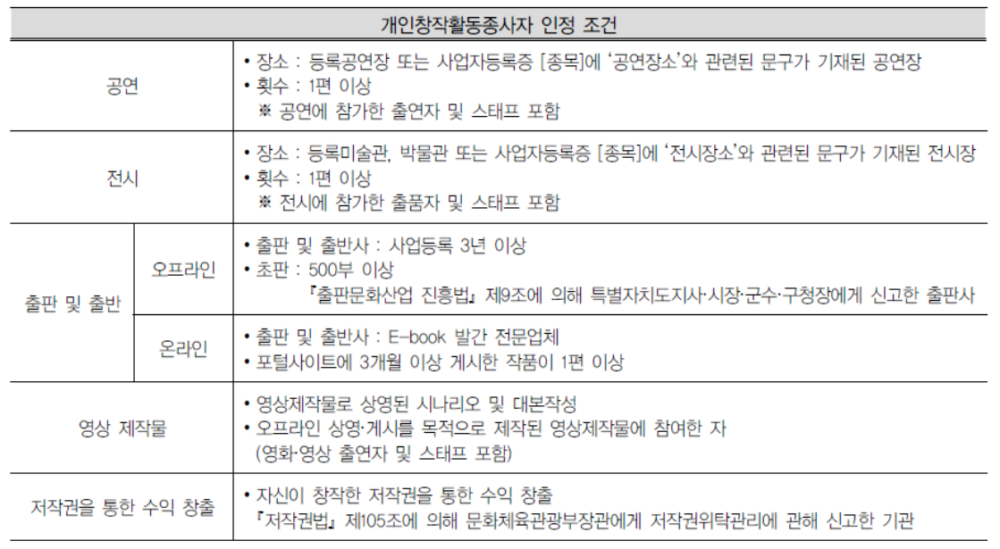 개인창작활동종사자 인정 조건
공연
• 장소 : 등록공연장 또는 사업자등록증 [종목]에 ‘공연장소’와 관련된 문구가 기재된 공연장
• 횟수 : 1편 이상
※ 공연에 참가한 출연자 및 스태프 포함
전시
• 장소 : 등록미술관, 박물관 또는 사업자등록증 [종목]에 ‘전시장소’와 관련된 문구가 기재된 전시장
• 횟수 : 1편 이상
※ 전시에 참가한 출품자 및 스태프 포함
출판 및 출반
오프라인
• 출판 및 출반사 : 사업등록 3년 이상
• 초판 : 500부 이상
『출판문화산업 진흥법』 제9조에 의해 특별자치도지사·시장·군수·구청장에게 신고한 출판사
온라인
• 출판 및 출반사 : E-book 발간 전문업체
• 포털사이트에 3개월 이상 게시한 작품이 1편 이상
영상 제작물
• 영상제작물로 상영된 시나리오 및 대본작성
• 오프라인 상영·게시를 목적으로 제작된 영상제작물에 참여한 자
(영화·영상 출연자 및 스태프 포함)
저작권을 통한 수익 창출
• 자신이 창작한 저작권을 통한 수익 창출
『저작권법』 제105조에 의해 문화체육관광부장관에게 저작권위탁관리에 관해 신고한 기관